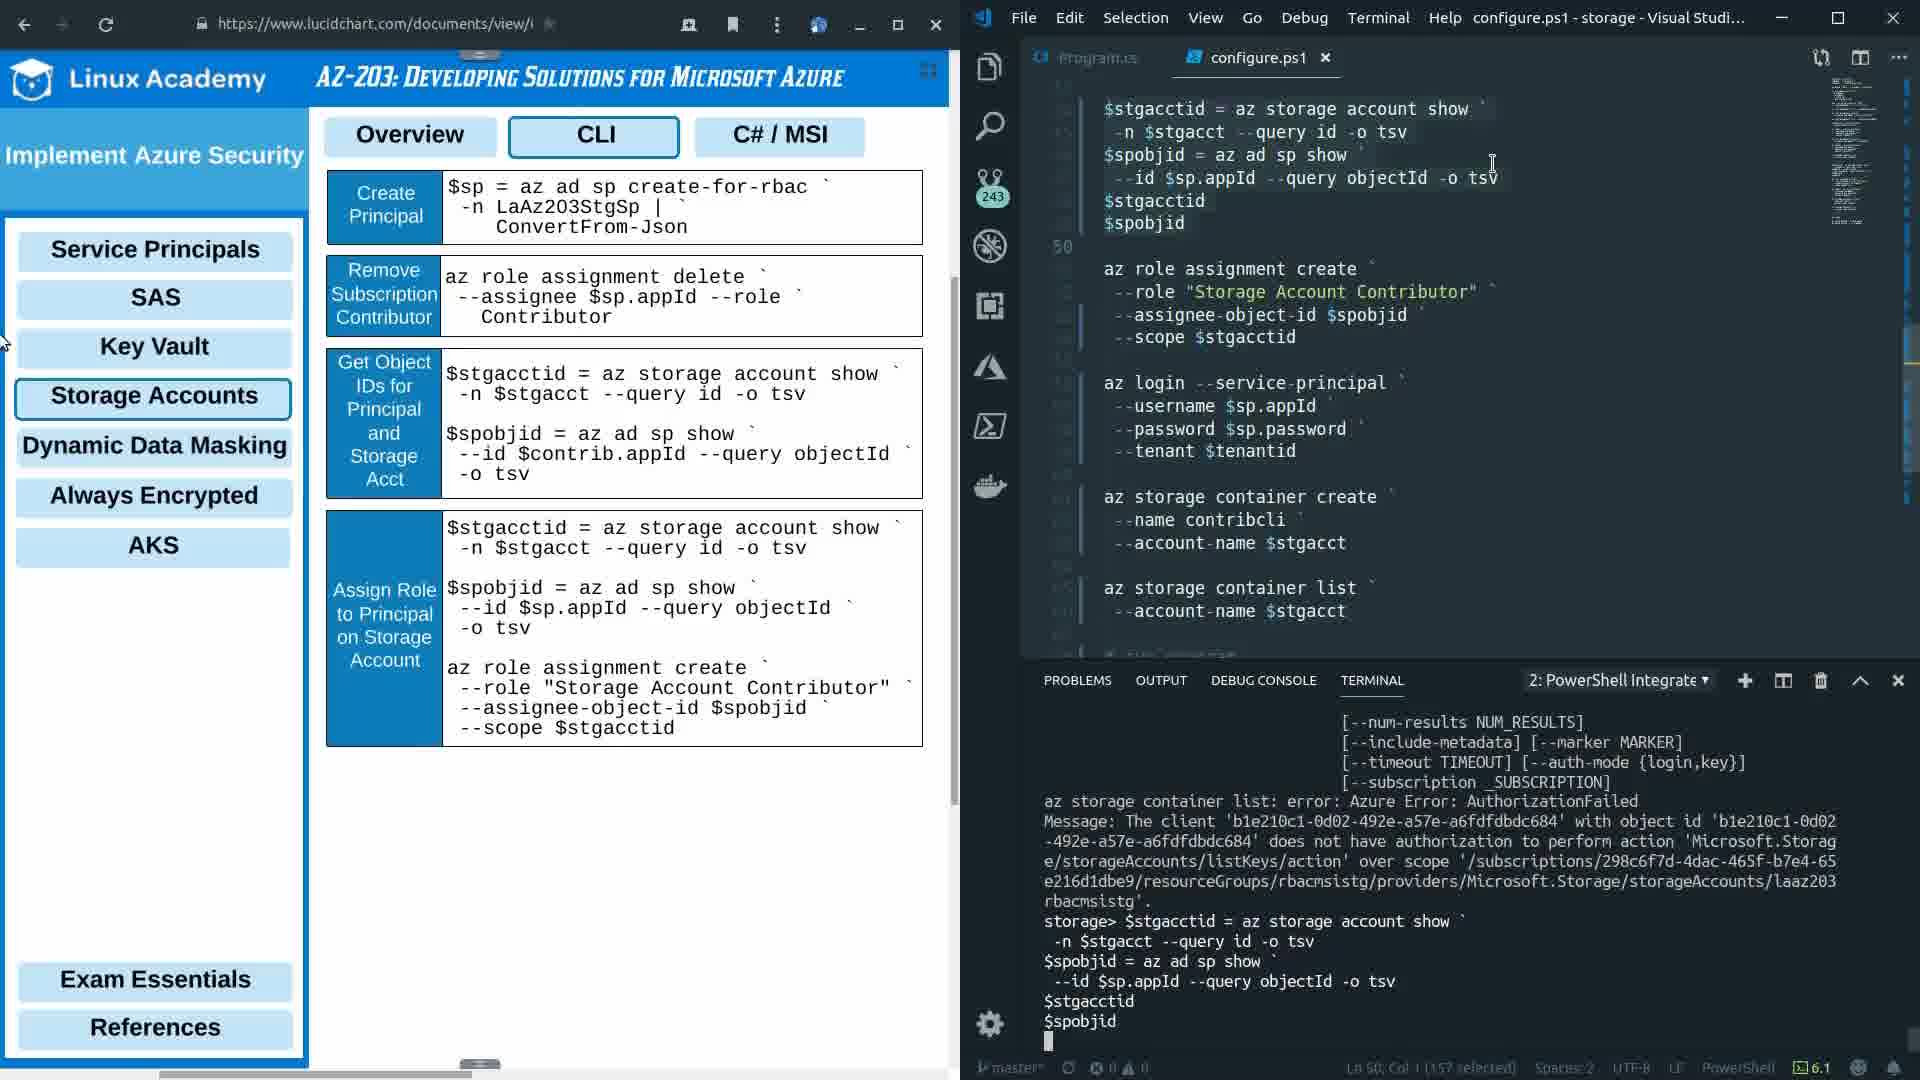 https://www.lucidchart.com/documents/view/
Linux Academy
AZ-203: Developing Solutions for Microsoft Azure
Implement Azure Security
Service Principals
SAS
Key Vault
Storage Accounts
Dynamic Data Masking
Always Encrypted
AKS
Exam Essentials
References
Overview
CLI
C# / MSI
Create
Principal
$sp = az ad sp create-for-rbac `
-n LaAz203StgSp | `
ConvertFrom-Json
Remove
Subscription
Contributor
az role assignment delete `
--assignee $sp.appId --role `
Contributor
Get Object
IDs for
Principal
and
Storage
Acct
$stgacctid = az storage account show `
-n $stgacct --query id -o tsv
$spobjid = az ad sp show `
--id $contrib.appId --query objectId `
-o tsv
Assign Role
to Principal
on Storage
Account
$stgacctid = az storage account show `
-n $stgacct --query id -o tsv
$spobjid = az ad sp show `
--id $sp.appId --query objectId `
-o tsv
az role assignment create `
--role "Storage Account Contributor" `
--assignee-object-id $spobjid `
--scope $stgacctid
File Edit Selection View Go Debug Terminal Help configure.ps1 - storage - Visual Studi...
Program.cs
configure.ps1
243
$stgacctid = az storage account show `
-n $stgacct --query id -o tsv
$spobjid = az ad sp show `
--id $sp.appId --query objectId -o tsv
$stgacctid
$spobjid
50
az role assignment create `
--role "Storage Account Contributor" `
--assignee-object-id $spobjid `
--scope $stgacctid
az login --service-principal `
--username $sp.appId `
--password $sp.password `
--tenant $tenantid
az storage container create `
--name contribcli `
--account-name $stgacct
az storage container list `
--account-name $stgacct
PROBLEMS OUTPUT DEBUG CONSOLE TERMINAL
2: PowerShell Integrate
[--num-results NUM_RESULTS]
[--include-metadata] [--marker MARKER]
[--timeout TIMEOUT] [--auth-mode {login,key}]
[--subscription _SUBSCRIPTION]
az storage container list: error: Azure Error: AuthorizationFailed
Message: The client 'b1e210c1-0d02-492e-a57e-a6fdfdbdc684' with object id 'b1e210c1-0d02
-492e-a57e-a6fdfdbdc684' does not have authorization to perform action 'Microsoft.Storag
e/storageAccounts/listKeys/action' over scope '/subscriptions/298c6f7d-4dac-465f-b7e4-65
e216d1dbe9/resourceGroups/rbacmsistg/providers/Microsoft.Storage/storageAccounts/laaz203
rbacmsistg'.
storage> $stgacctid = az storage account show `
-n $stgacct --query id -o tsv
$spobjid = az ad sp show `
--id $sp.appId --query objectId -o tsv
$stgacctid
$spobjid
master* 0 0 Ln 50, Col 1 (157 selected) Spaces: 2 UTF-8 LF PowerShell 6.1